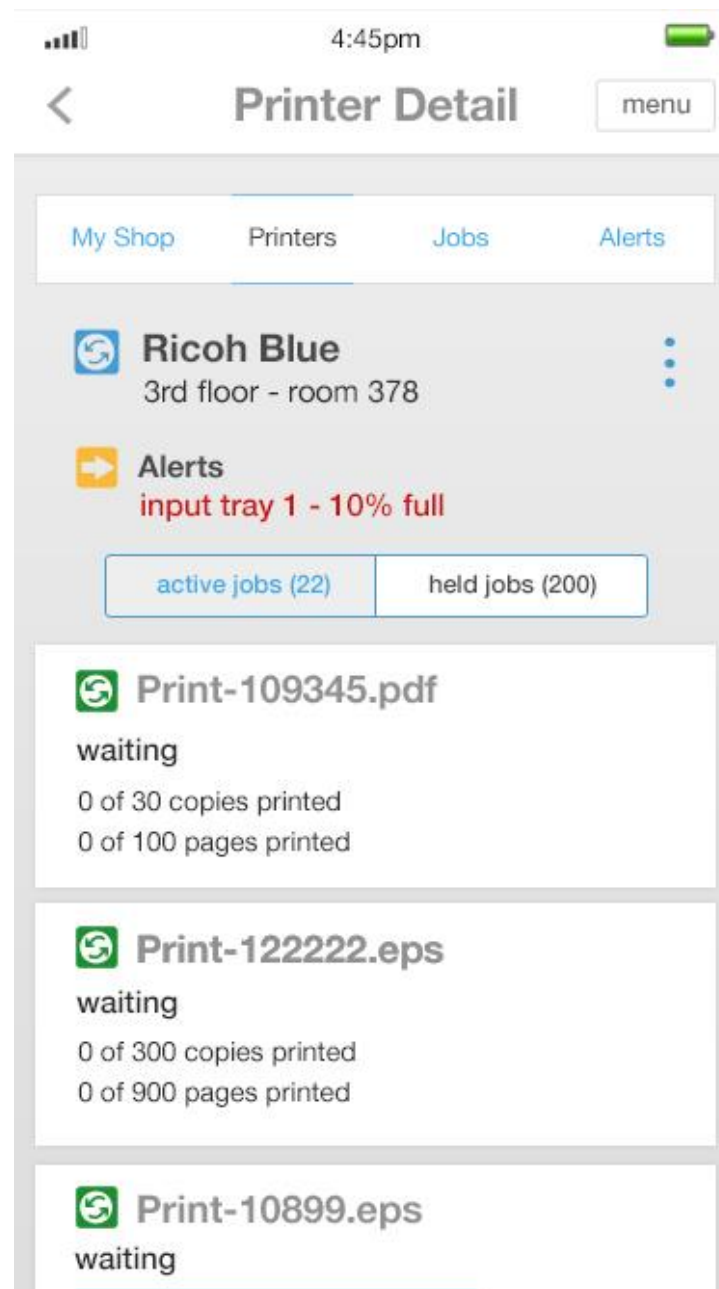 4:45pm
Printer Detail
menu
My Shop Printers Jobs Alerts
Ricoh Blue
3rd floor - room 378
Alerts
input tray 1 - 10% full
active jobs (22) held jobs (200)
Print-109345.pdf
waiting
0 of 30 copies printed
0 of 100 pages printed
Print-122222.eps
waiting
0 of 300 copies printed
0 of 900 pages printed
Print-10899.eps
waiting